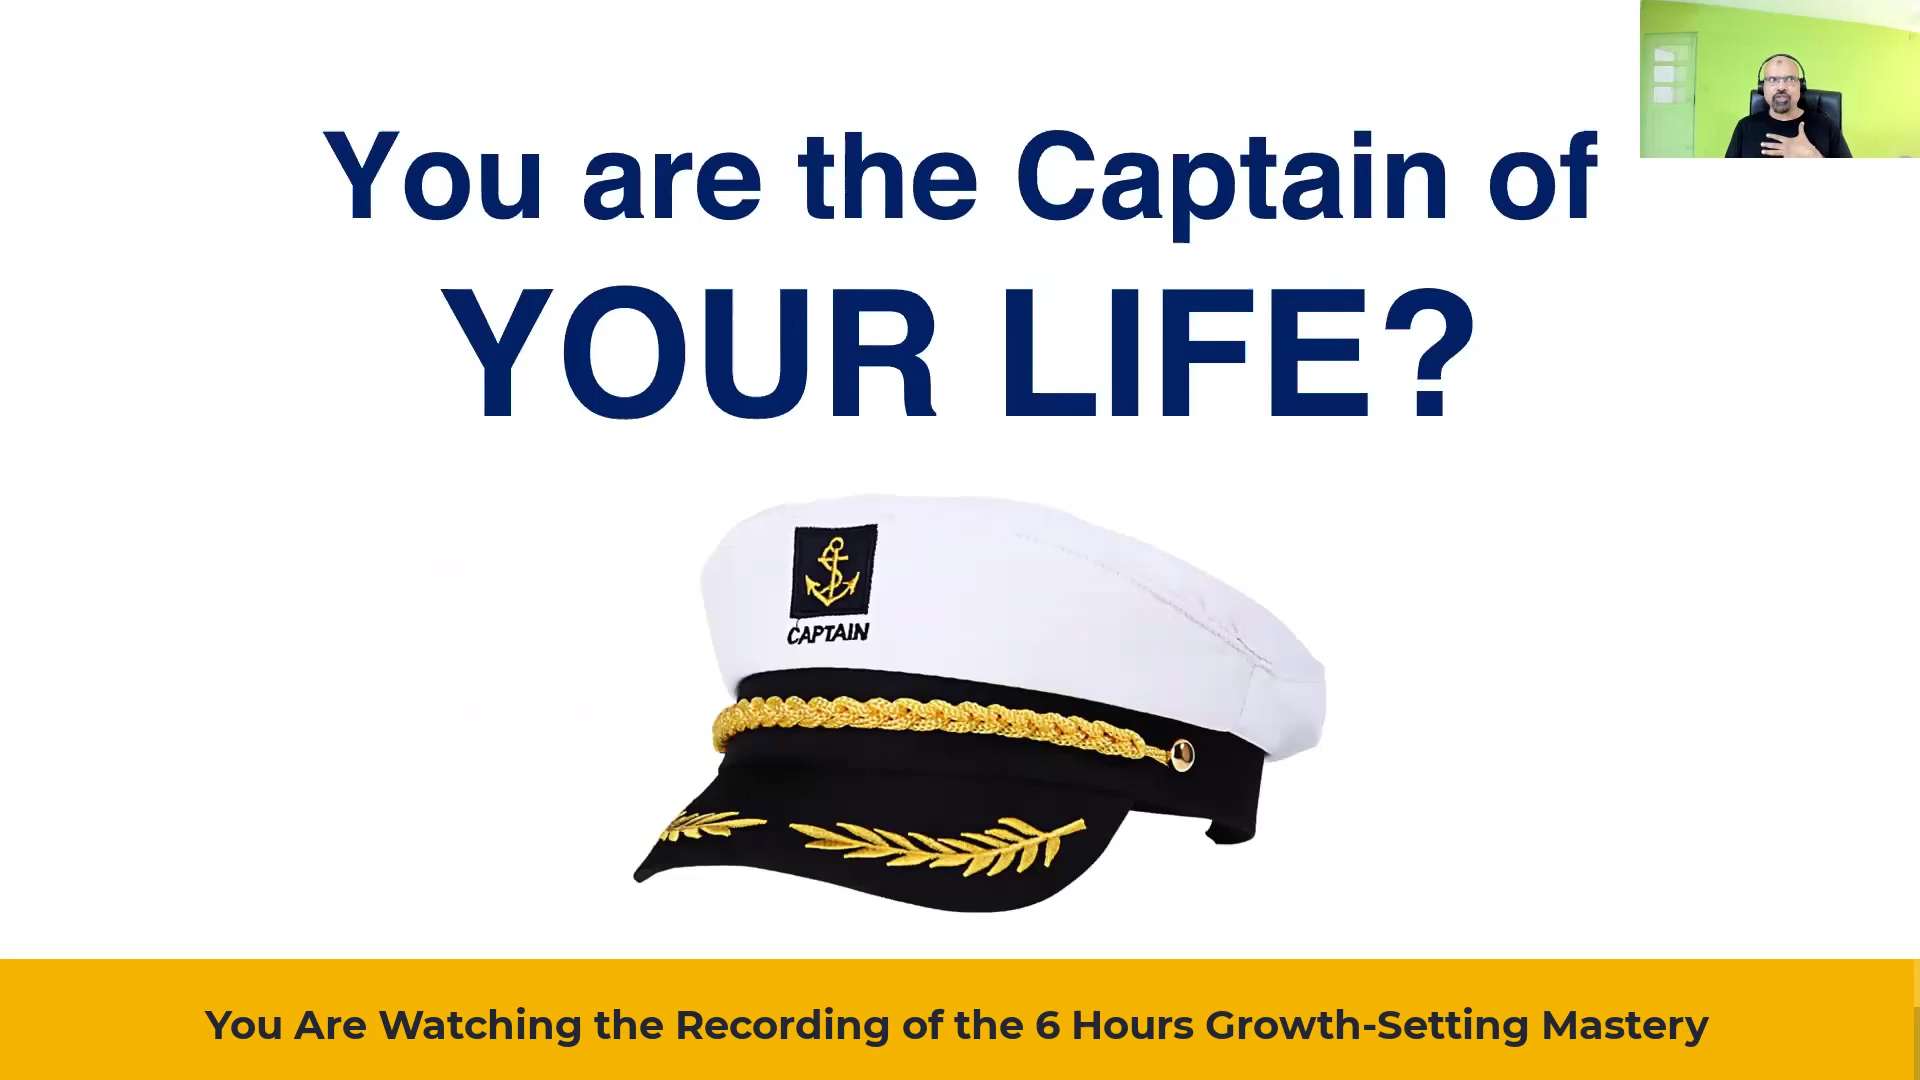 You are the Captain of
YOUR LIFE?
CAPTAIN
You Are Watching the Recording of the 6 Hours Growth-Setting Mastery